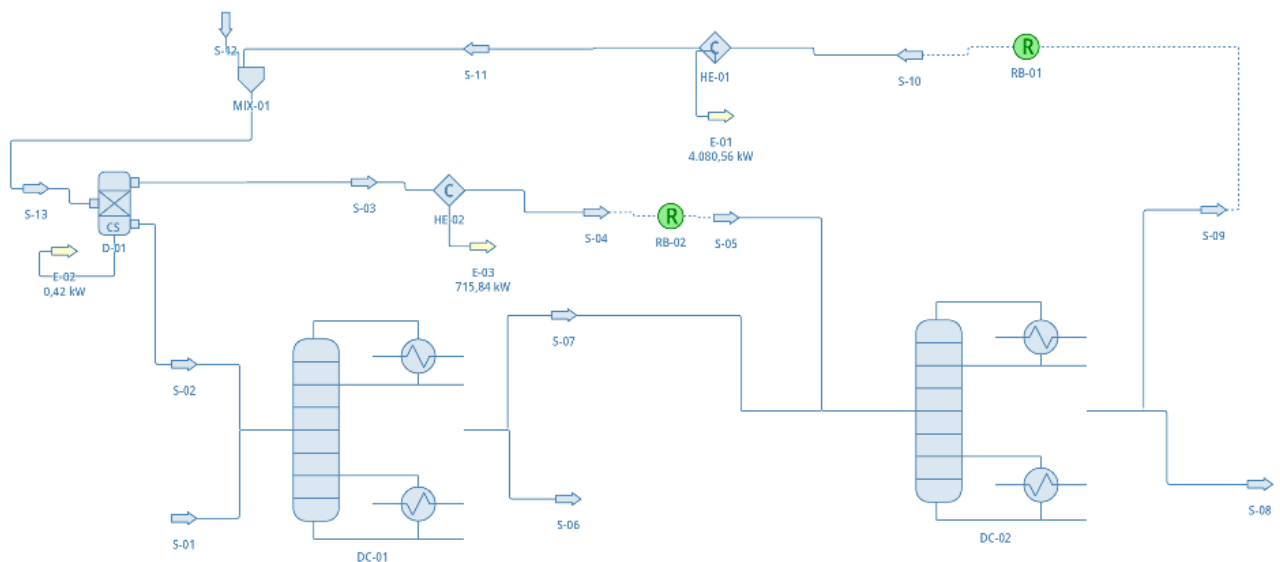 S-12
MIX-01
S-11
C
HE-01
S-10
R
RB-01
E-01
4.080,56 kW
S-13
CS
D-01
E-02
0,42 kW
S-03
C
HE-02
S-04
R
RB-02
S-05
E-03
715,84 kW
S-09
S-02
S-07
S-01
DC-01
S-06
DC-02
S-08